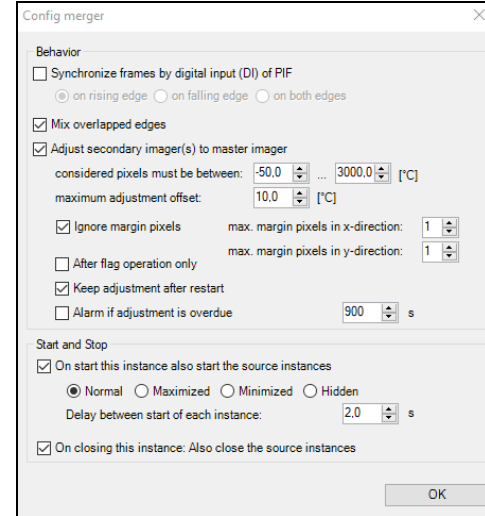 Config merger
Behavior
Synchronize frames by digital input (DI) of PIF
on rising edge on falling edge on both edges
Mix overlapped edges
Adjust secondary imager(s) to master imager
considered pixels must be between: -50,0 ... 3000,0 [°C]
maximum adjustment offset: 10,0 [°C]
Ignore margin pixels max. margin pixels in x-direction: 1
max. margin pixels in y-direction: 1
After flag operation only
Keep adjustment after restart
Alarm if adjustment is overdue 900 s
Start and Stop
On start this instance also start the source instances
Normal Maximized Minimized Hidden
Delay between start of each instance: 2,0 s
On closing this instance: Also close the source instances
OK